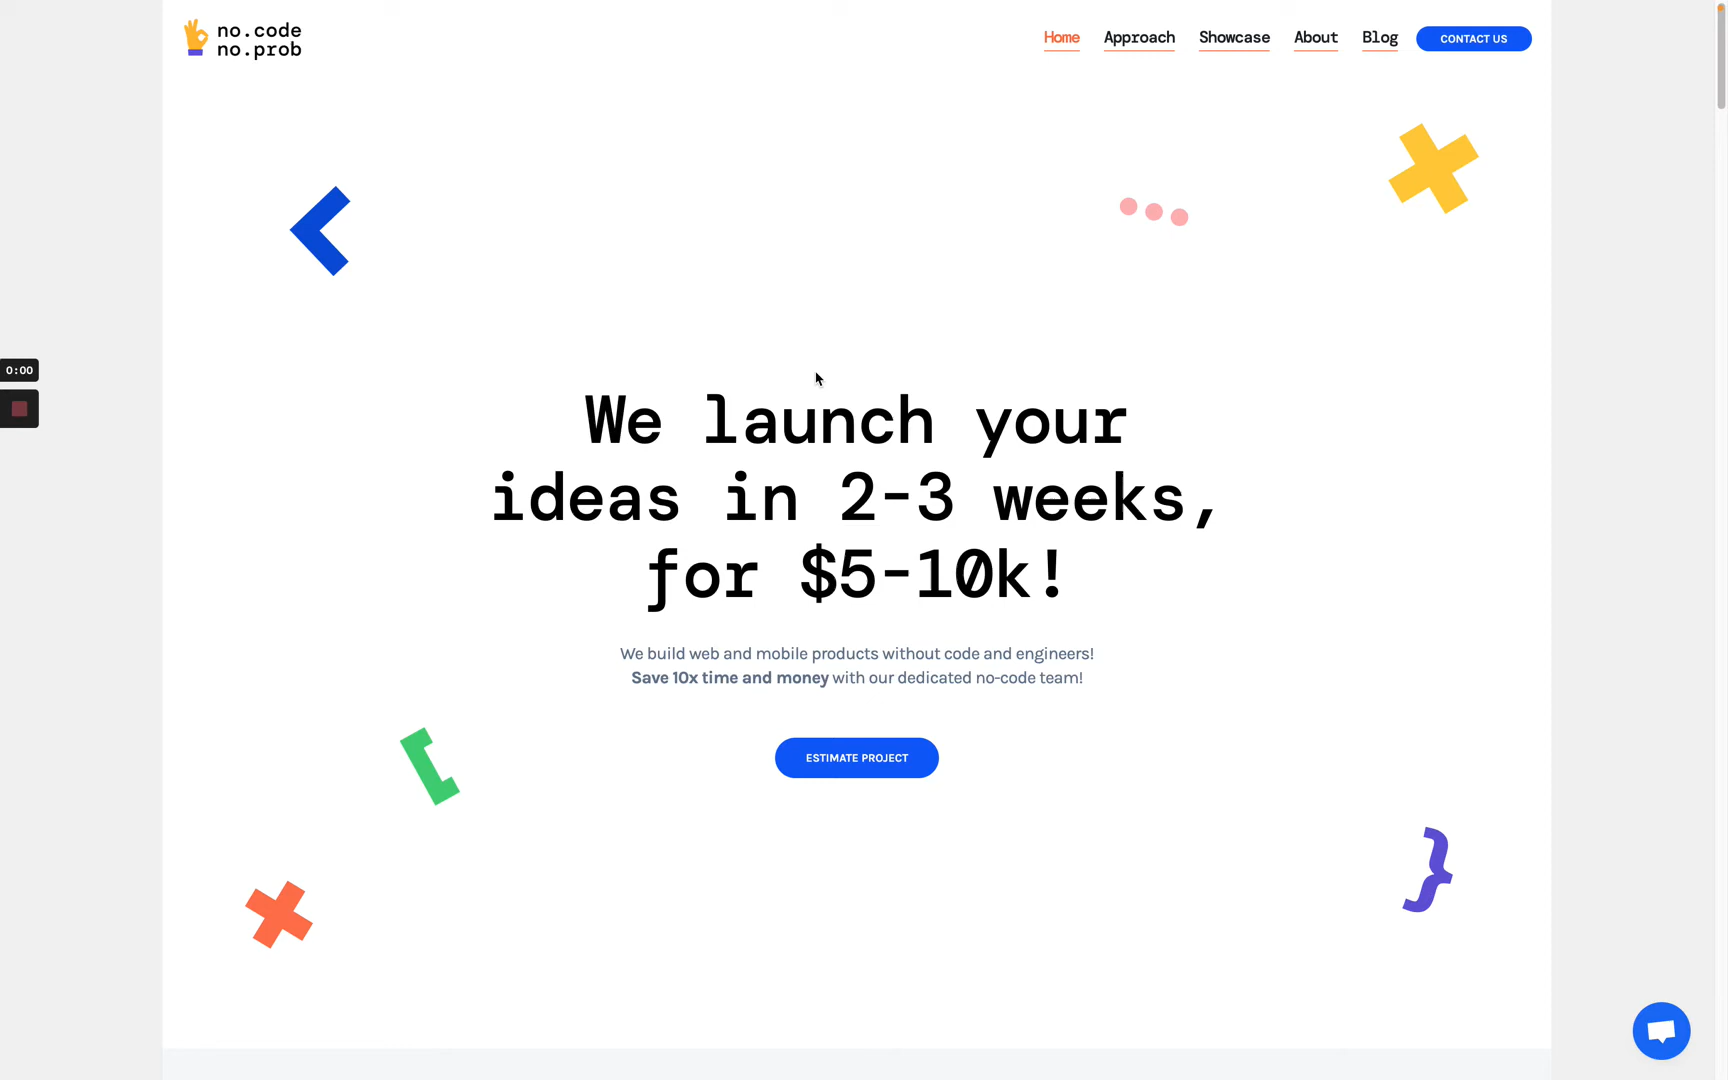 no.code
no.prob
Home Approach Showcase About Blog CONTACT US
0:00
We launch your
ideas in 2-3 weeks,
for $5-10k!
We build web and mobile products without code and engineers!
Save 10x time and money with our dedicated no-code team!
ESTIMATE PROJECT